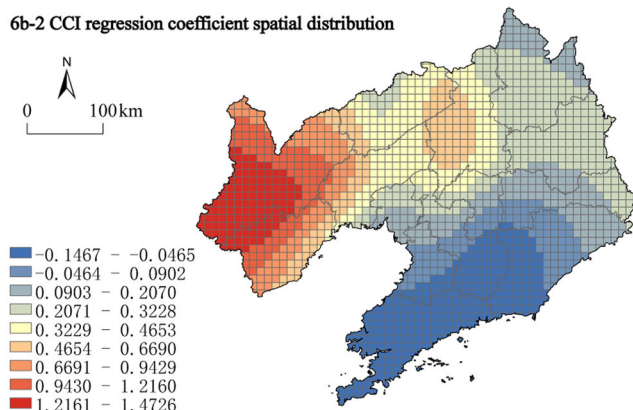 6b-2 CCI regression coefficient spatial distribution
N
0 100km
-0.1467 - -0.0465
-0.0464 - 0.0902
0.0903 - 0.2070
0.2071 - 0.3228
0.3229 - 0.4653
0.4654 - 0.6690
0.6691 - 0.9429
0.9430 - 1.2160
1.2161 - 1.4726